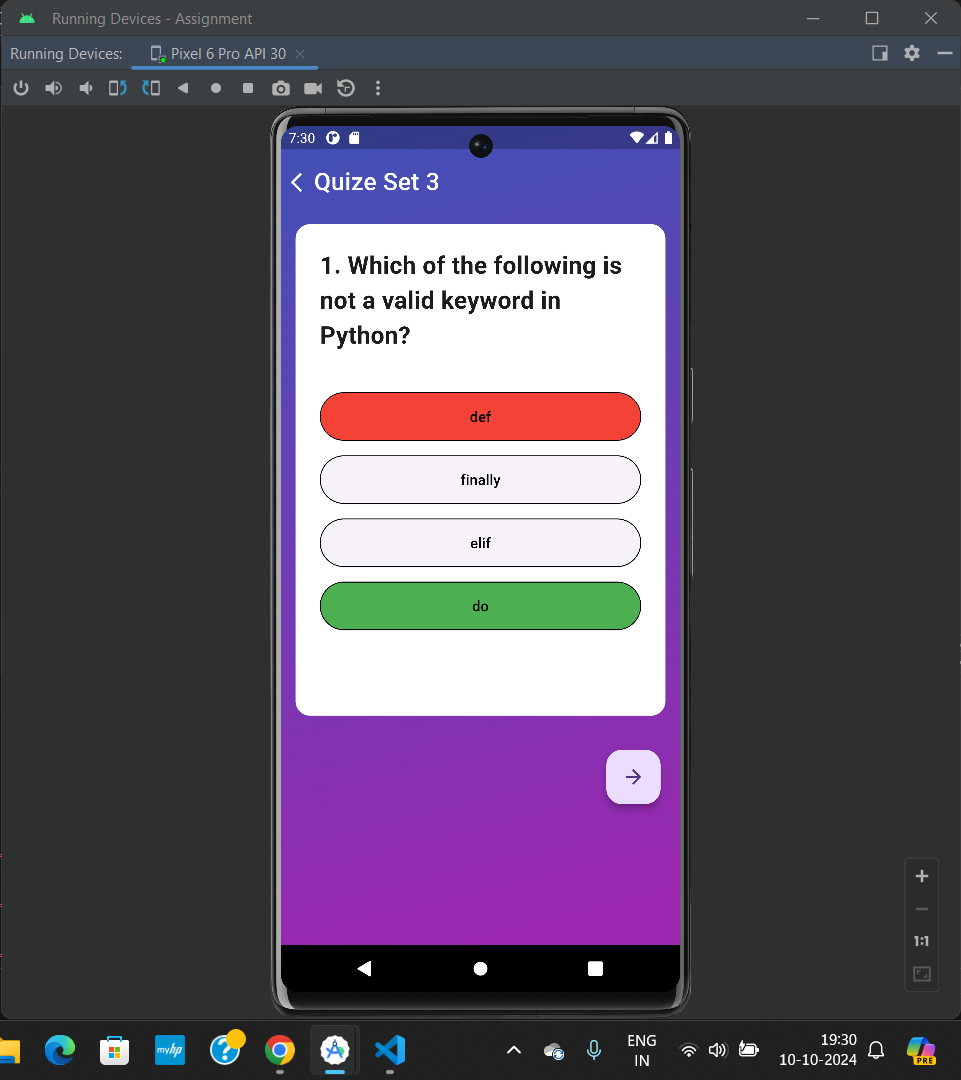 Running Devices - Assignment
Running Devices: Pixel 6 Pro API 30
7:30
Quize Set 3
1. Which of the following is
not a valid keyword in
Python?
def
finally
elif
do
1:1
myhp
ENG
IN
19:30
10-10-2024
PRE